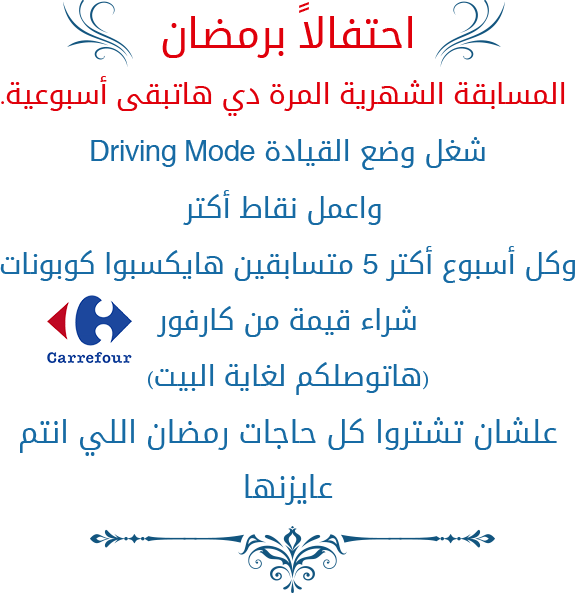 احتفالاً برمضان
المسابقة الشهرية المرة دي هاتبقى أسبوعية.
شغل وضع القيادة Driving Mode
واعمل نقاط أكتر
وكل أسبوع أكتر 5 متسابقين هايكسبوا كوبونات
شراء قيمة من كارفور
Carrefour
(هاتوصلكم لغاية البيت)
علشان تشتروا كل حاجات رمضان اللي انتم
عايزنها